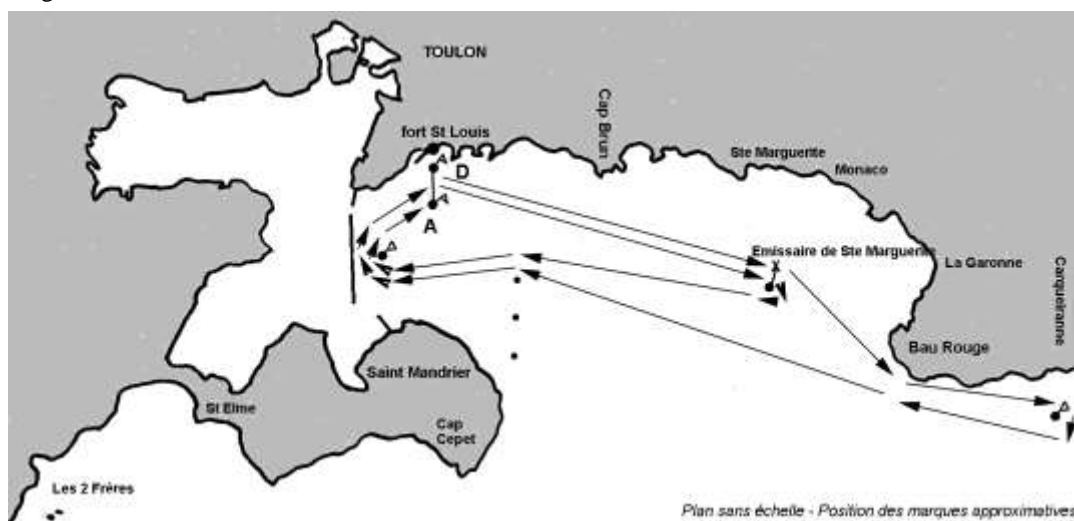 TOULON
fort St Louis
Cap Brun
Ste Marguerite
Monaco
D
A
Emissaire de Ste Marguerite
La Garonne
Carqueiranne
Bau Rouge
Saint Mandrier
St Elme
Cap
Cepet
Les 2 Frères
Plan sans échelle - Position des marques approximatives